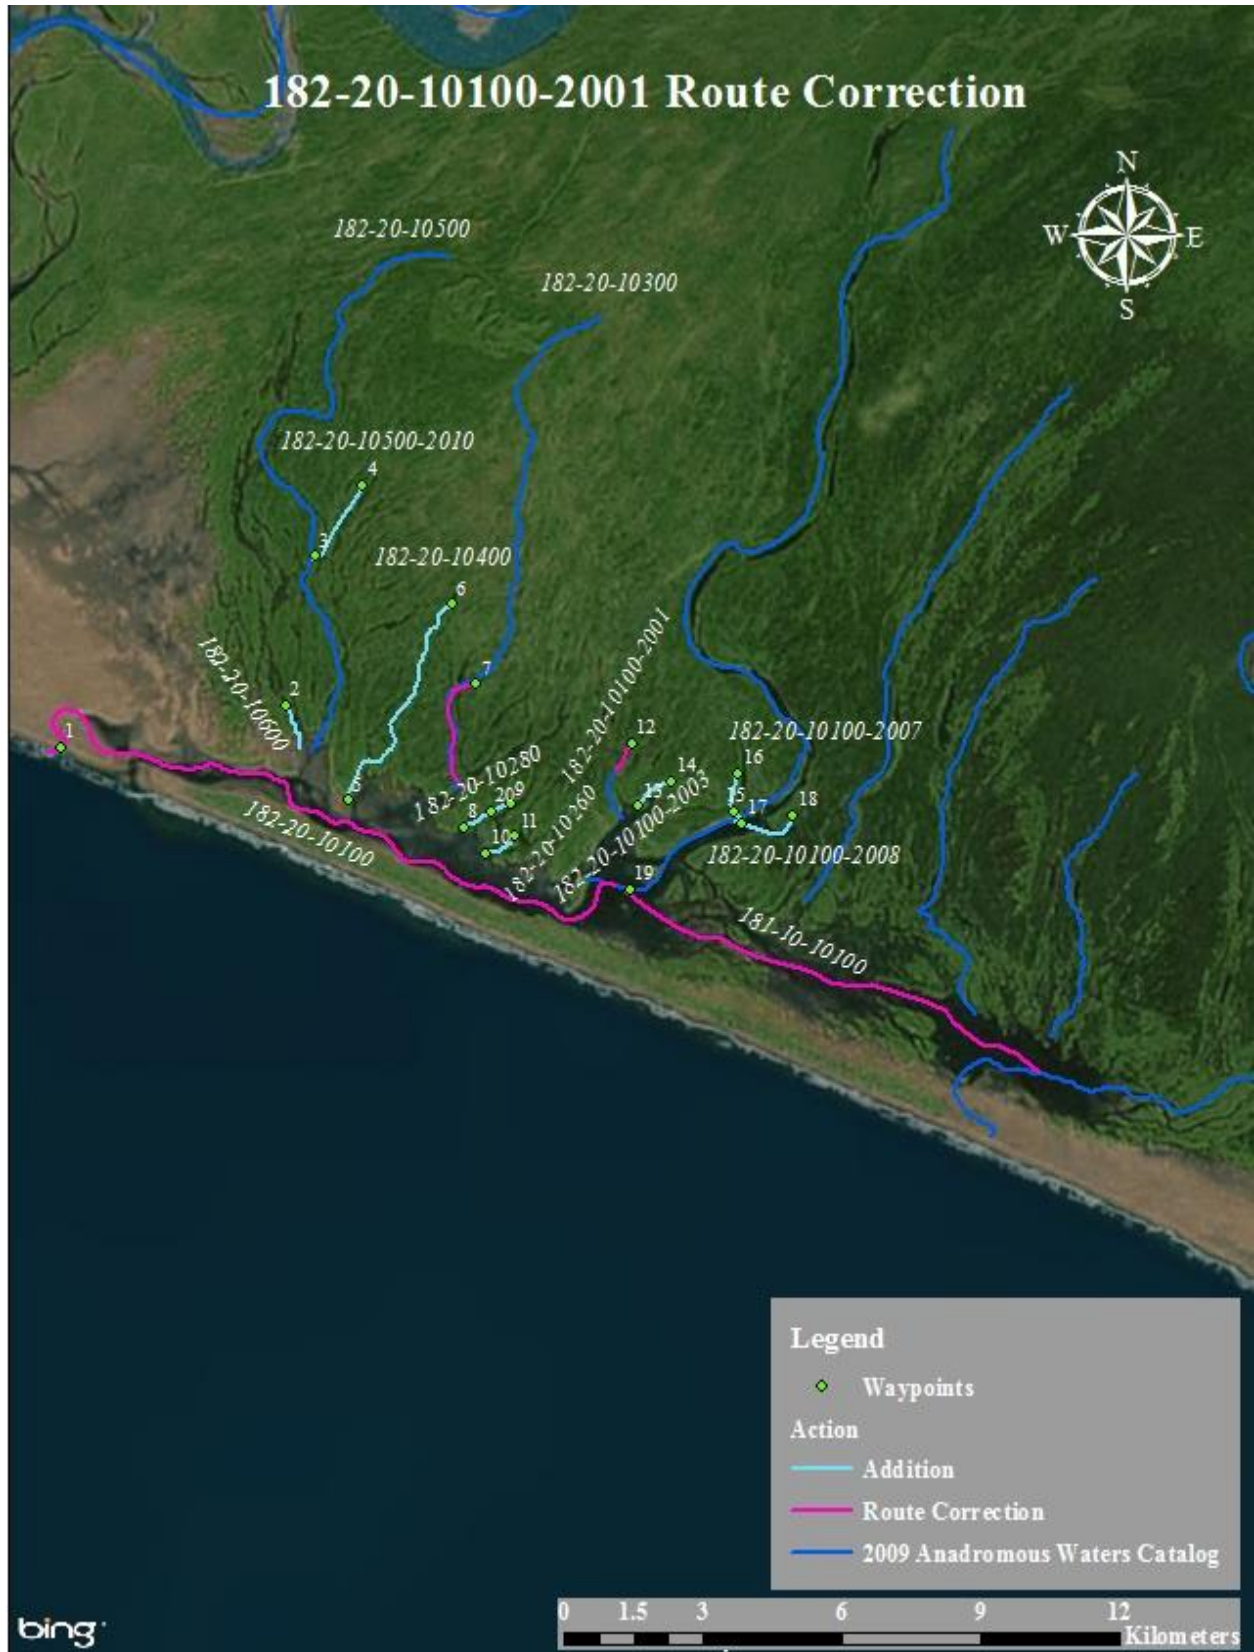 182-20-10100-2001 Route Correction
N
W
E
S
182-20-10500
182-20-10300
182-20-10500-2010
4
3
182-20-10400
6
182-20-10600
2
7
182-20-10100-2001
12
182-20-10100-2007
1
16
14
182-20-10280
5
209
13
15
17
18
8
11
10
182-20-10260
182-20-10100-2003
182-20-10100-2008
182-20-10100
19
181-10-10100
Legend
Waypoints
Action
Addition
Route Correction
2009 Anadromous Waters Catalog
0 1.5 3 6 9 12
Kilometers
bing